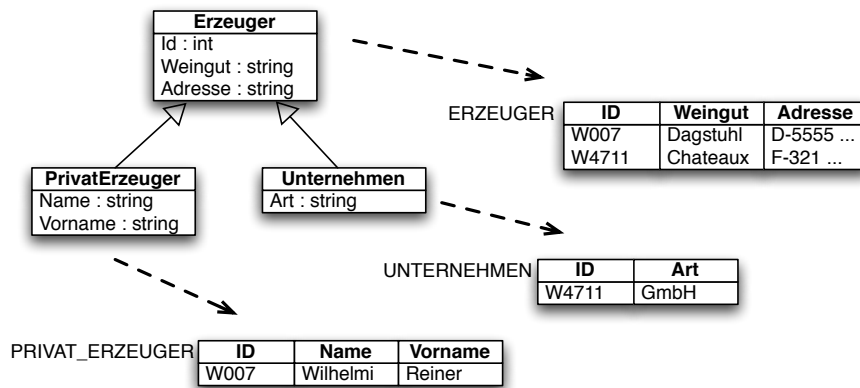 Erzeuger
Id : int
Weingut : string
Adresse : string
ERZEUGER
ID Weingut Adresse
W007 Dagstuhl D-5555 ...
W4711 Chateaux F-321 ...
PrivatErzeuger
Name : string
Vorname : string
Unternehmen
Art : string
UNTERNEHMEN
ID Art
W4711 GmbH
PRIVAT_ERZEUGER
ID Name Vorname
W007 Wilhelmi Reiner